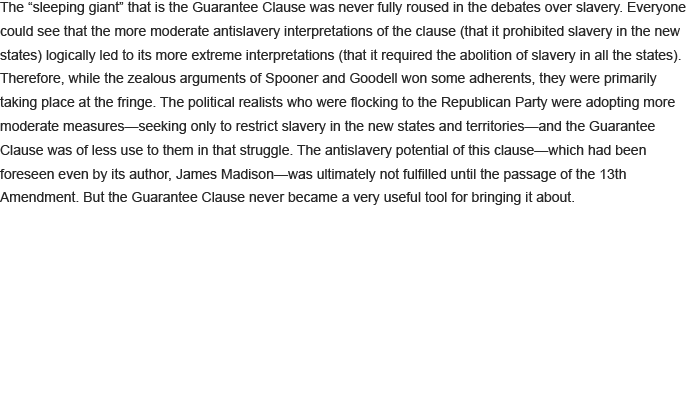 The “sleeping giant” that is the Guarantee Clause was never fully roused in the debates over slavery. Everyone
could see that the more moderate antislavery interpretations of the clause (that it prohibited slavery in the new
states) logically led to its more extreme interpretations (that it required the abolition of slavery in all the states).
Therefore, while the zealous arguments of Spooner and Goodell won some adherents, they were primarily
taking place at the fringe. The political realists who were flocking to the Republican Party were adopting more
moderate measures—seeking only to restrict slavery in the new states and territories—and the Guarantee
Clause was of less use to them in that struggle. The antislavery potential of this clause—which had been
foreseen even by its author, James Madison—was ultimately not fulfilled until the passage of the 13th
Amendment. But the Guarantee Clause never became a very useful tool for bringing it about.